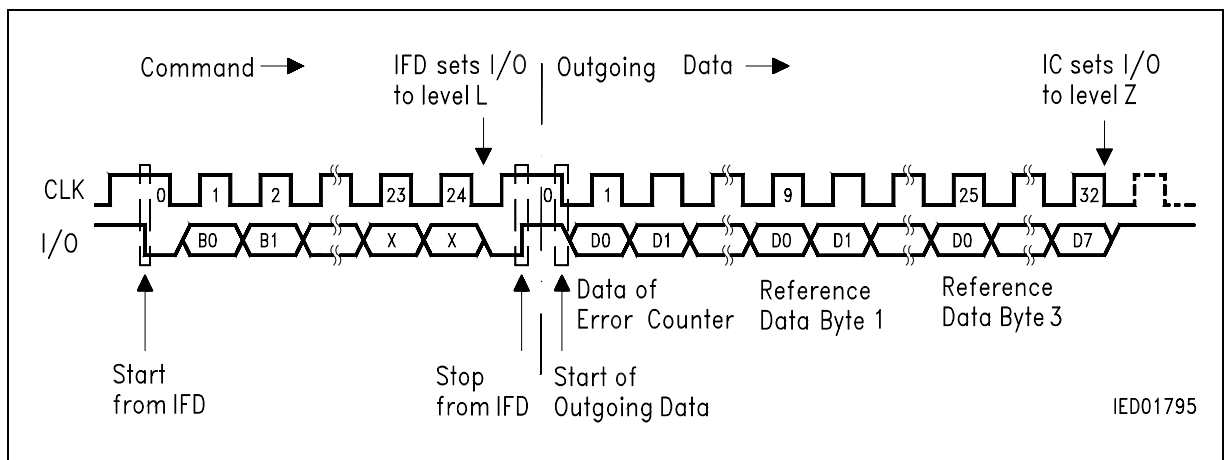 Command
IFD sets I/O
to level L
Outgoing Data
IC sets I/O
to level Z
CLK
0 1 2 23 24 0 1 9 25 32
I/O
B0 B1 X X D0 D1 D0 D1 D0 D7
Data of
Error Counter
Reference
Data Byte 1
Reference
Data Byte 3
Start
from IFD
Stop
from IFD
Start of
Outgoing Data
IED01795